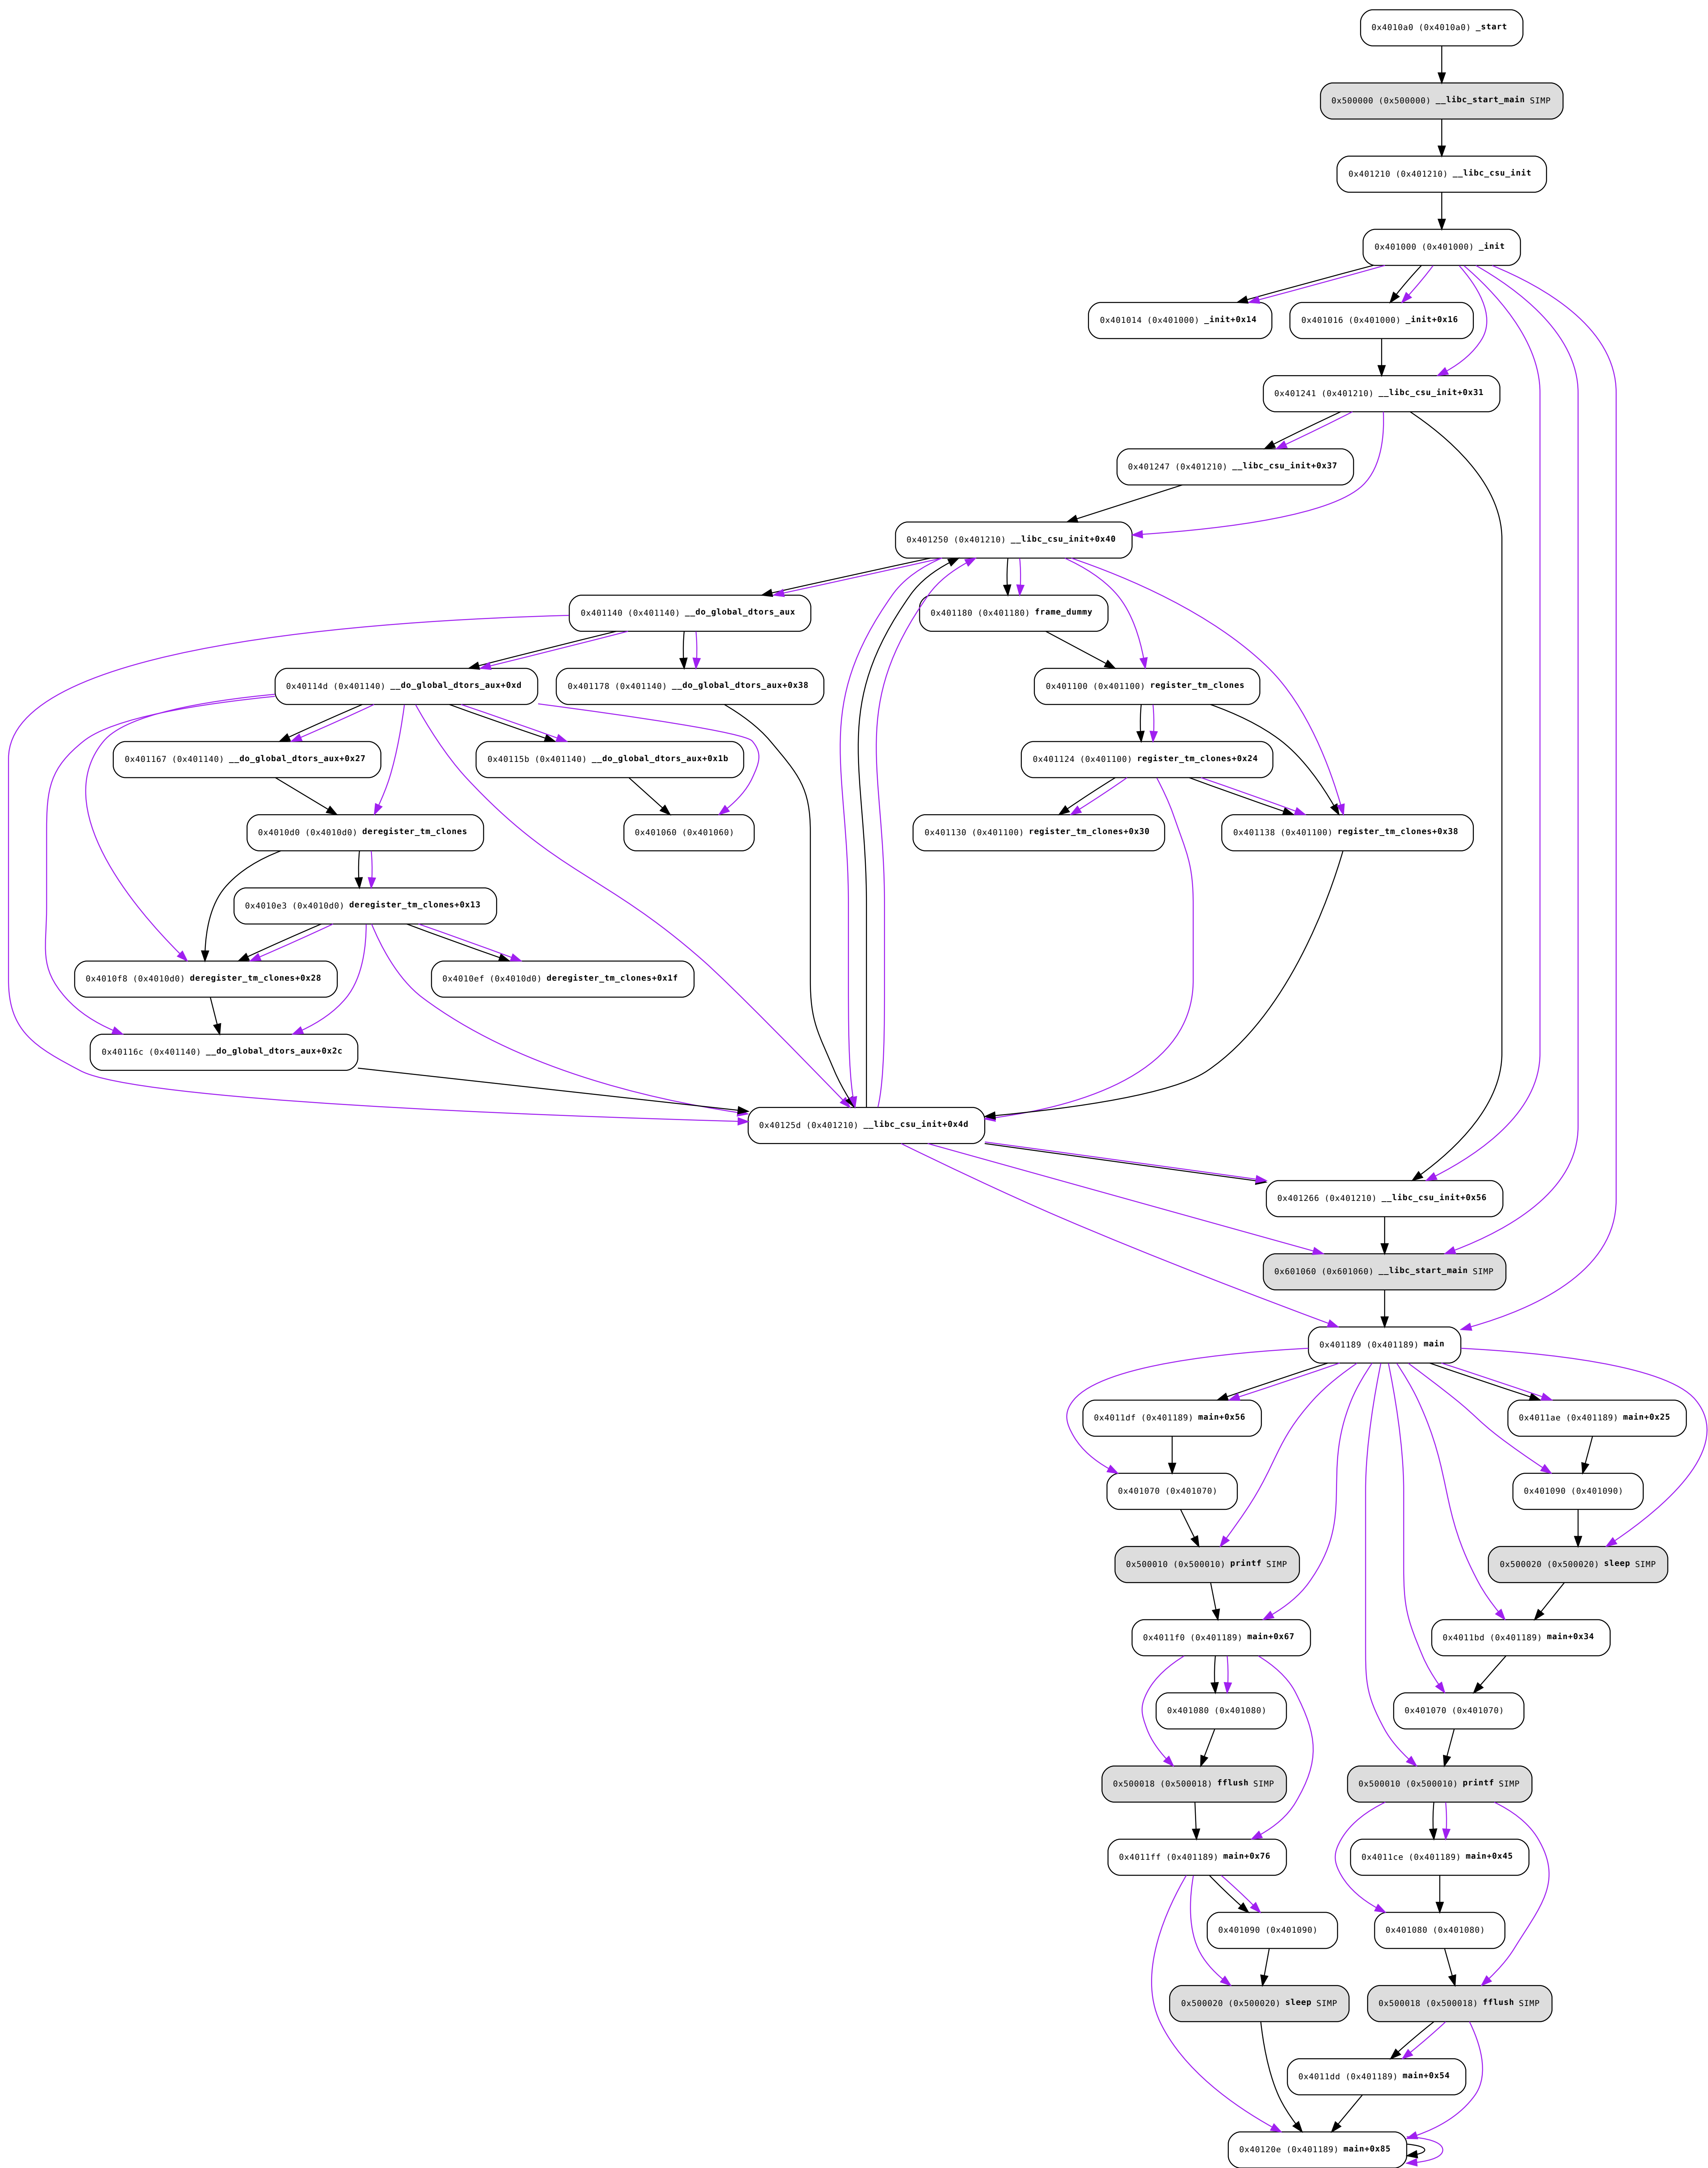 0x4010a0 (0x4010a0) _start
0x500000 (0x500000) __libc_start_main SIMP
0x401210 (0x401210) __libc_csu_init
0x401000 (0x401000) _init
0x401014 (0x401000) _init+0x14
0x401016 (0x401000) _init+0x16
0x401241 (0x401210) __libc_csu_init+0x31
0x401247 (0x401210) __libc_csu_init+0x37
0x401250 (0x401210) __libc_csu_init+0x40
0x401140 (0x401140) __do_global_dtors_aux
0x401180 (0x401180) frame_dummy
0x40114d (0x401140) __do_global_dtors_aux+0xd
0x401178 (0x401140) __do_global_dtors_aux+0x38
0x401100 (0x401100) register_tm_clones
0x401167 (0x401140) __do_global_dtors_aux+0x27
0x40115b (0x401140) __do_global_dtors_aux+0x1b
0x401124 (0x401100) register_tm_clones+0x24
0x4010d0 (0x4010d0) deregister_tm_clones
0x401060 (0x401060)
0x401130 (0x401100) register_tm_clones+0x30
0x401138 (0x401100) register_tm_clones+0x38
0x4010e3 (0x4010d0) deregister_tm_clones+0x13
0x4010f8 (0x4010d0) deregister_tm_clones+0x28
0x4010ef (0x4010d0) deregister_tm_clones+0x1f
0x40116c (0x401140) __do_global_dtors_aux+0x2c
0x40125d (0x401210) __libc_csu_init+0x4d
0x401266 (0x401210) __libc_csu_init+0x56
0x601060 (0x601060) __libc_start_main SIMP
0x401189 (0x401189) main
0x4011df (0x401189) main+0x56
0x4011ae (0x401189) main+0x25
0x401070 (0x401070)
0x401090 (0x401090)
0x500010 (0x500010) printf SIMP
0x500020 (0x500020) sleep SIMP
0x4011f0 (0x401189) main+0x67
0x4011bd (0x401189) main+0x34
0x401080 (0x401080)
0x401070 (0x401070)
0x500018 (0x500018) fflush SIMP
0x500010 (0x500010) printf SIMP
0x4011ff (0x401189) main+0x76
0x4011ce (0x401189) main+0x45
0x401090 (0x401090)
0x401080 (0x401080)
0x500020 (0x500020) sleep SIMP
0x500018 (0x500018) fflush SIMP
0x4011dd (0x401189) main+0x54
0x40120e (0x401189) main+0x85